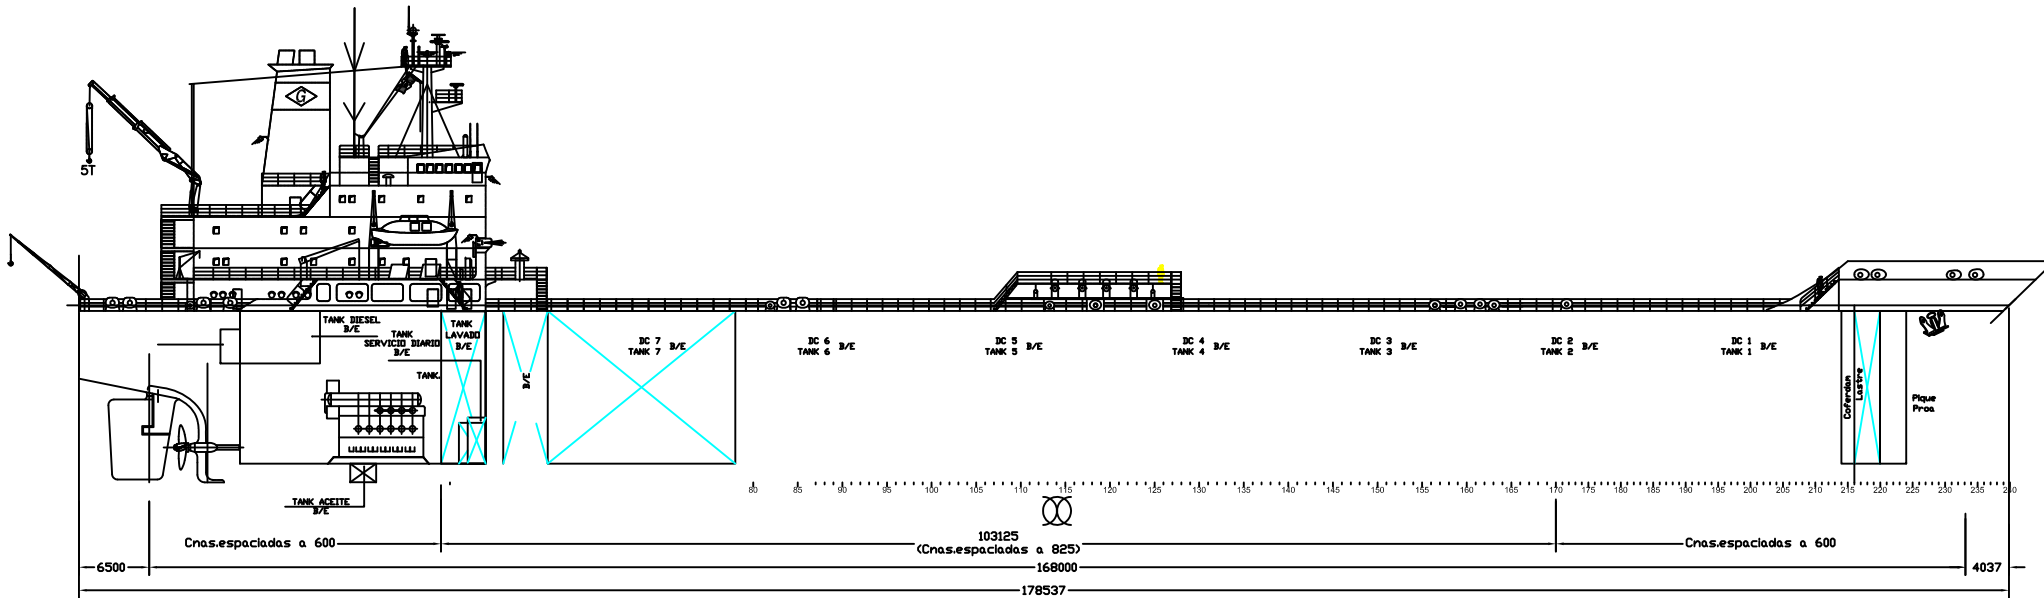 G
5T
TANK DIESEL
B/E
TANK
SERVICIO DIARIO
B/E
TANK
LAVADO
B/E
TANK.
B/E
DC 7
TANK 7 B/E
DC 6
TANK 6 B/E
DC 5
TANK 5 B/E
DC 4
TANK 4 B/E
DC 3
TANK 3 B/E
DC 2
TANK 2 B/E
DC 1
TANK 1 B/E
Coferdam
Lastre
Pique
Proa
TANK ACEITE
B/E
80 85 90 95 100 105 110 115 120 125 130 135 140 145 150 155 160 165 170 175 180 185 190 195 200 205 210 215 220 225 230 235 240
Cnas.espaciadas a 600
103125
(Cnas.espaciadas a 825)
Cnas.espaciadas a 600
6500
168000
4037
178537